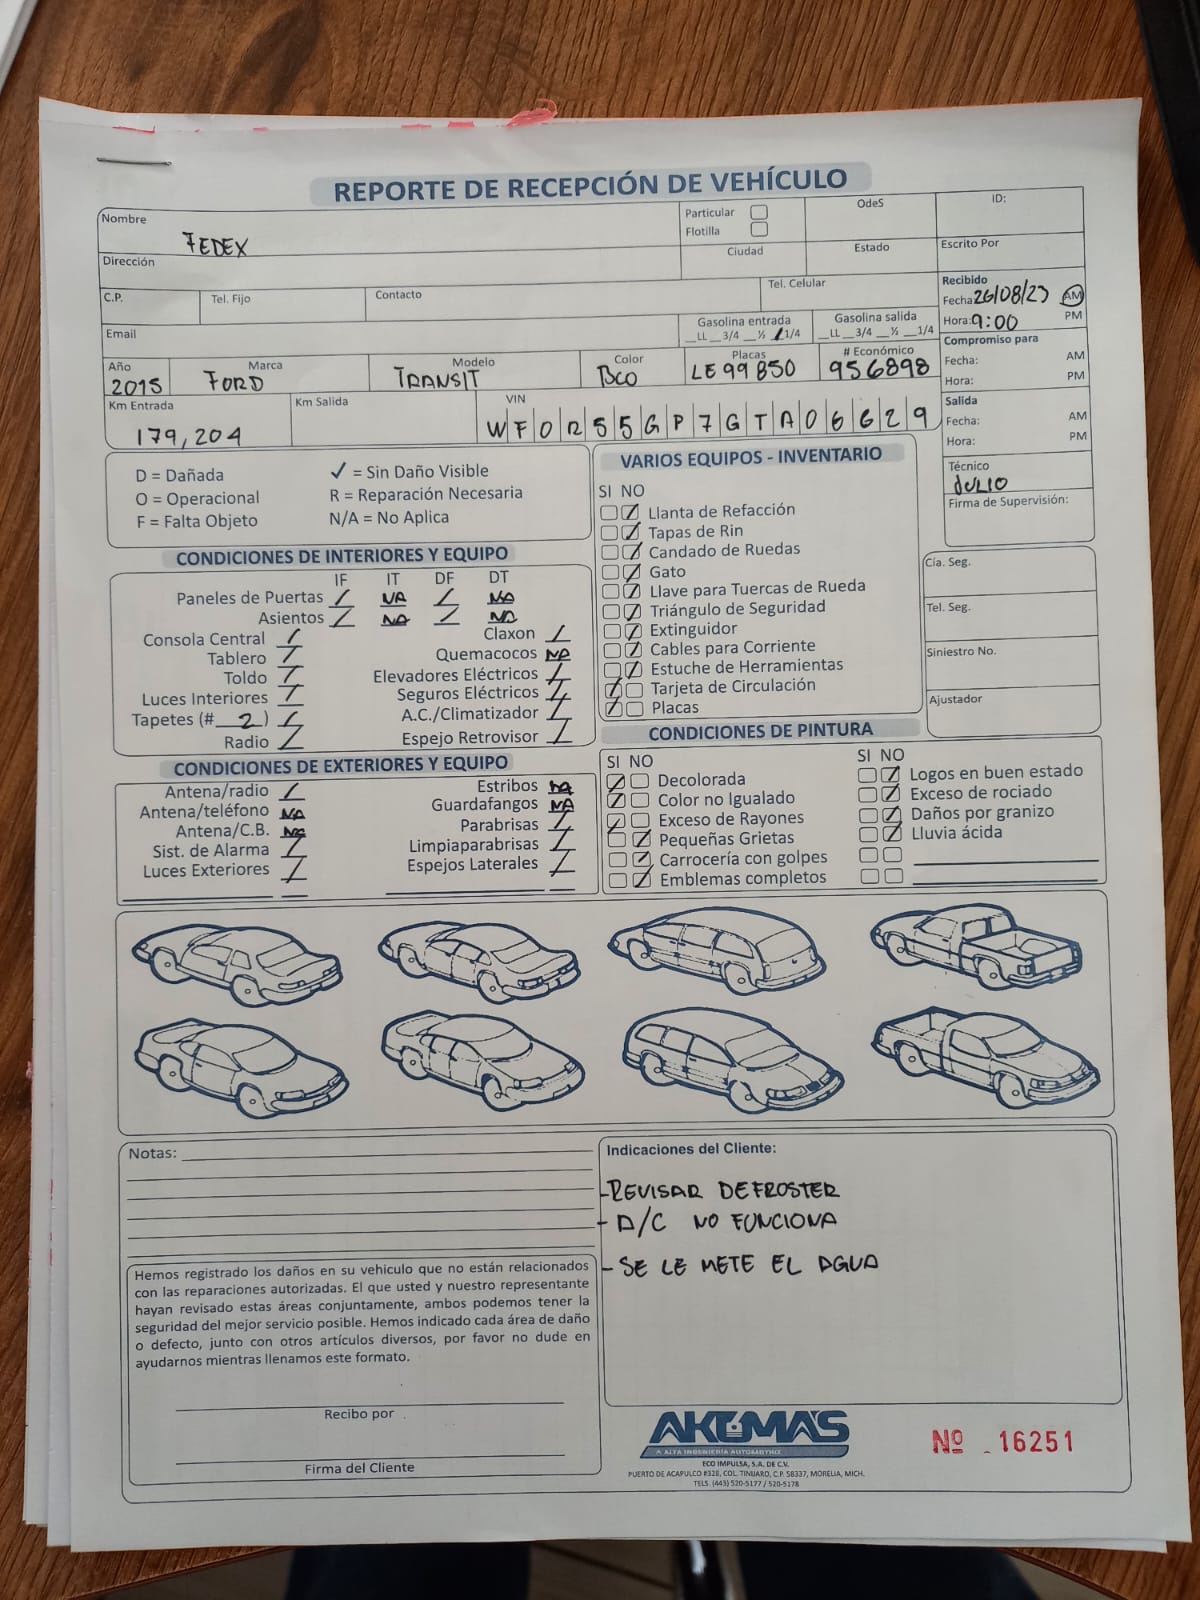 REPORTE DE RECEPCIÓN DE VEHÍCULO
Nombre
FEDEX
Particular
Flotilla
OdeS
ID:
Dirección
Ciudad
Estado
Escrito Por
C.P.
Tel. Fijo
Contacto
Tel. Celular
Recibido
Fecha 26/08/23 AM
Hora: 9:00 PM
Email
Gasolina entrada
__LL __3/4 __½ __1/4
Gasolina salida
__LL __3/4 __½ __1/4
Compromiso para
Fecha: AM
Hora: PM
Año
2015
Marca
FORD
Modelo
TRANSIT
Color
BCO
Placas
LE 99 850
# Económico
956898
Km Entrada
179,204
Km Salida
VIN
W F 0 R S 5 G P 7 G T A 0 6 6 2 9
Salida
Fecha: AM
Hora: PM
Técnico
JULIO
Firma de Supervisión:
D = Dañada
O = Operacional
F = Falta Objeto
✓ = Sin Daño Visible
R = Reparación Necesaria
N/A = No Aplica
CONDICIONES DE INTERIORES Y EQUIPO
IF IT DF DT
Paneles de Puertas / NA / NA
Asientos / NA / NA
Consola Central /
Tablero /
Toldo /
Luces Interiores /
Tapetes (# 2 ) /
Radio /
Claxon /
Quemacocos NA
Elevadores Eléctricos /
Seguros Eléctricos /
A.C./Climatizador /
Espejo Retrovisor /
CONDICIONES DE EXTERIORES Y EQUIPO
Antena/radio /
Antena/teléfono NA
Antena/C.B. NA
Sist. de Alarma /
Luces Exteriores /
Estribos NA
Guardafangos NA
Parabrisas /
Limpiaparabrisas /
Espejos Laterales /
VARIOS EQUIPOS - INVENTARIO
SI NO
Llanta de Refacción
Tapas de Rin
Candado de Ruedas
Gato
Llave para Tuercas de Rueda
Triángulo de Seguridad
Extinguidor
Cables para Corriente
Estuche de Herramientas
Tarjeta de Circulación
Placas
Cía. Seg.
Tel. Seg.
Siniestro No.
Ajustador
CONDICIONES DE PINTURA
SI NO
Decolorada
Color no Igualado
Exceso de Rayones
Pequeñas Grietas
Carrocería con golpes
Emblemas completos
SI NO
Logos en buen estado
Exceso de rociado
Daños por granizo
Lluvia ácida
Notas:
Indicaciones del Cliente:
- REVISAR DEFROSTER
- A/C NO FUNCIONA
- SE LE METE EL AGUA
Hemos registrado los daños en su vehiculo que no están relacionados
con las reparaciones autorizadas. El que usted y nuestro representante
hayan revisado estas áreas conjuntamente, ambos podemos tener la
seguridad del mejor servicio posible. Hemos indicado cada área de daño
o defecto, junto con otros artículos diversos, por favor no dude en
ayudarnos mientras llenamos este formato.
Recibo por
Firma del Cliente
AKOMA'S
ALTA INGENIERÍA AUTOMOTRIZ
ECO IMPULSA, S.A. DE C.V.
PUERTO DE ACAPULCO #328, COL. TINIJARO, C.P. 58337, MORELIA, MICH.
TELS. (443) 520-5177 / 520-5178
Nº 16251